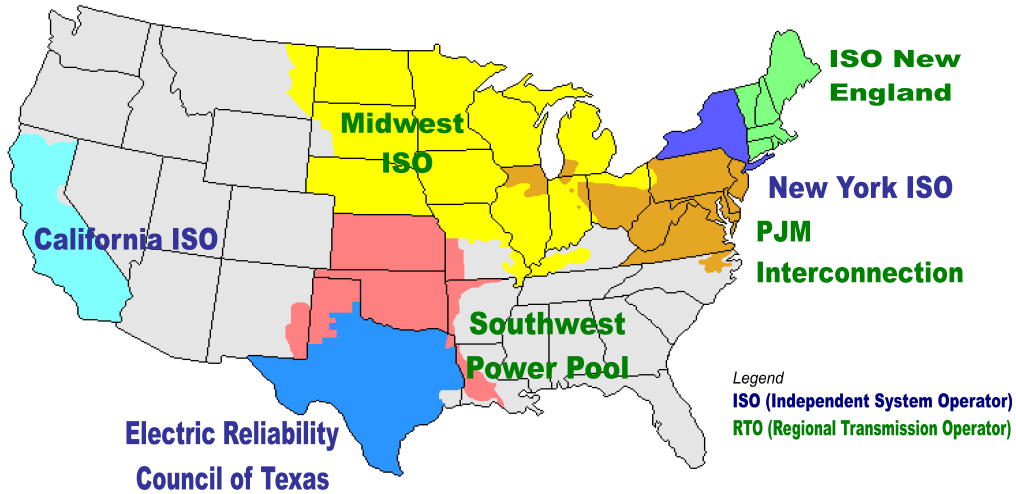 ISO New
England
Midwest
ISO
New York ISO
California ISO
PJM
Interconnection
Southwest
Power Pool
Electric Reliability
Council of Texas
Legend
ISO (Independent System Operator)
RTO (Regional Transmission Operator)